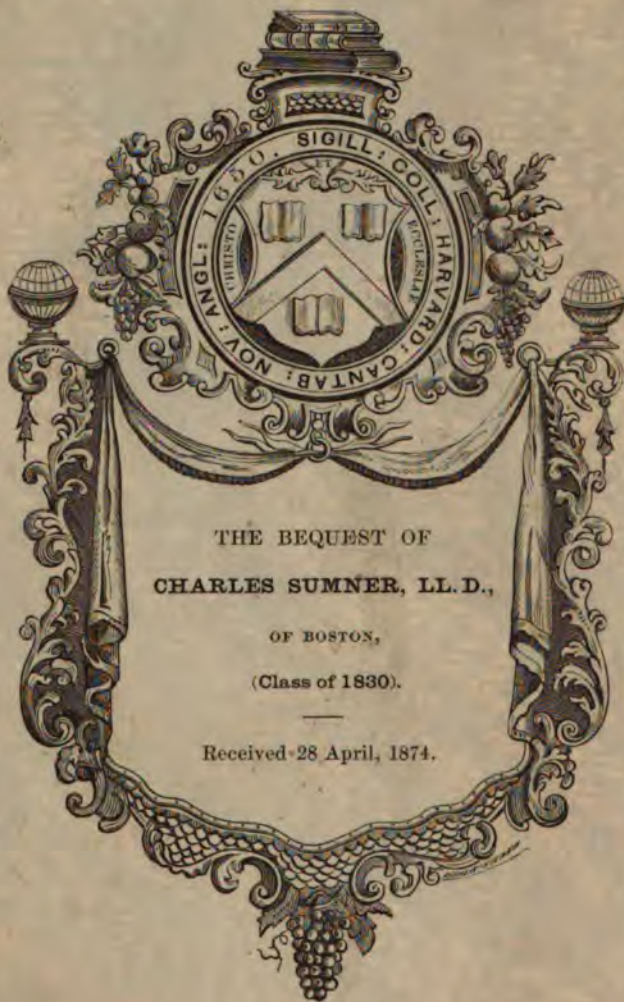 SIGILL: COLL: HARVARD: CANTAB: NOV: ANGL: 1650.
ET
CHRISTO
ECCLESIAE
THE BEQUEST OF
CHARLES SUMNER, LL.D.,
OF BOSTON,
(Class of 1830).
Received 28 April, 1874.